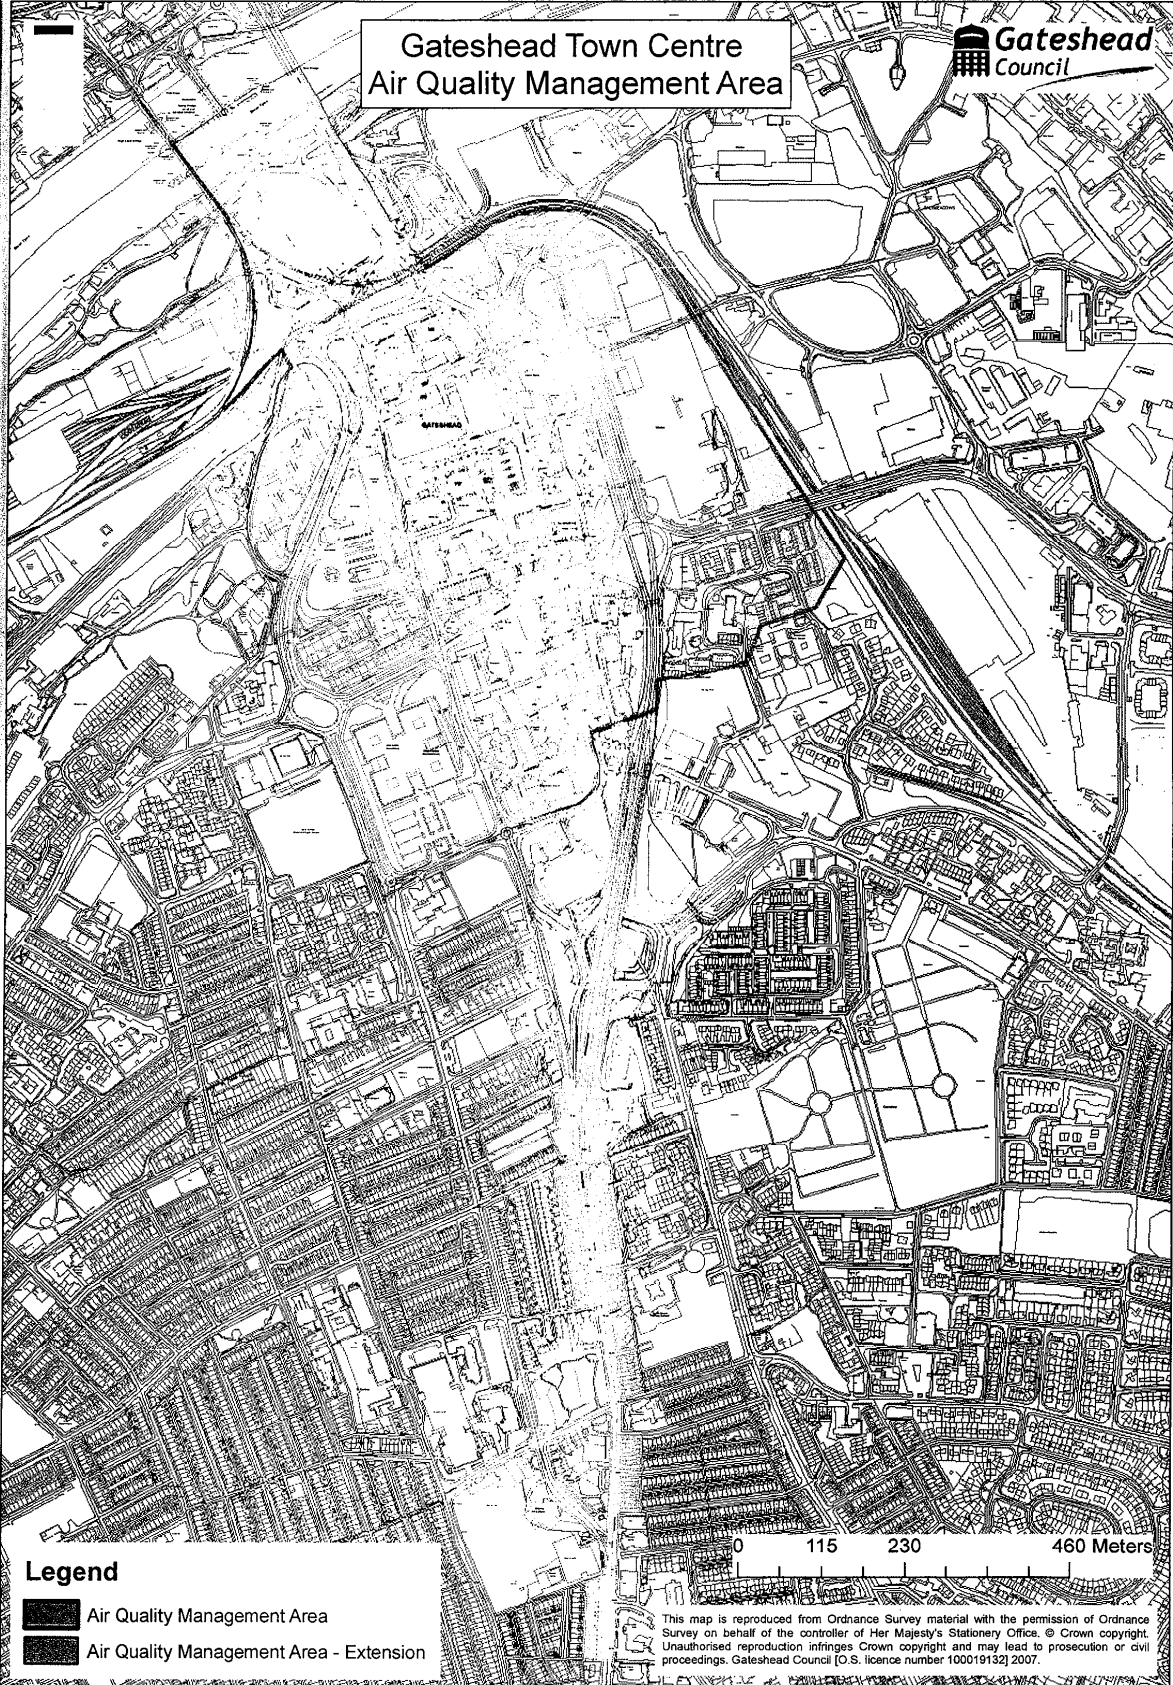 Gateshead Town Centre
Air Quality Management Area
Gateshead
Council
GATESHEAD
Legend
Air Quality Management Area
Air Quality Management Area - Extension
0 115 230 460 Meters
This map is reproduced from Ordnance Survey material with the permission of Ordnance
Survey on behalf of the controller of Her Majesty's Stationery Office. © Crown copyright.
Unauthorised reproduction infringes Crown copyright and may lead to prosecution or civil
proceedings. Gateshead Council [O.S. licence number 100019132] 2007.